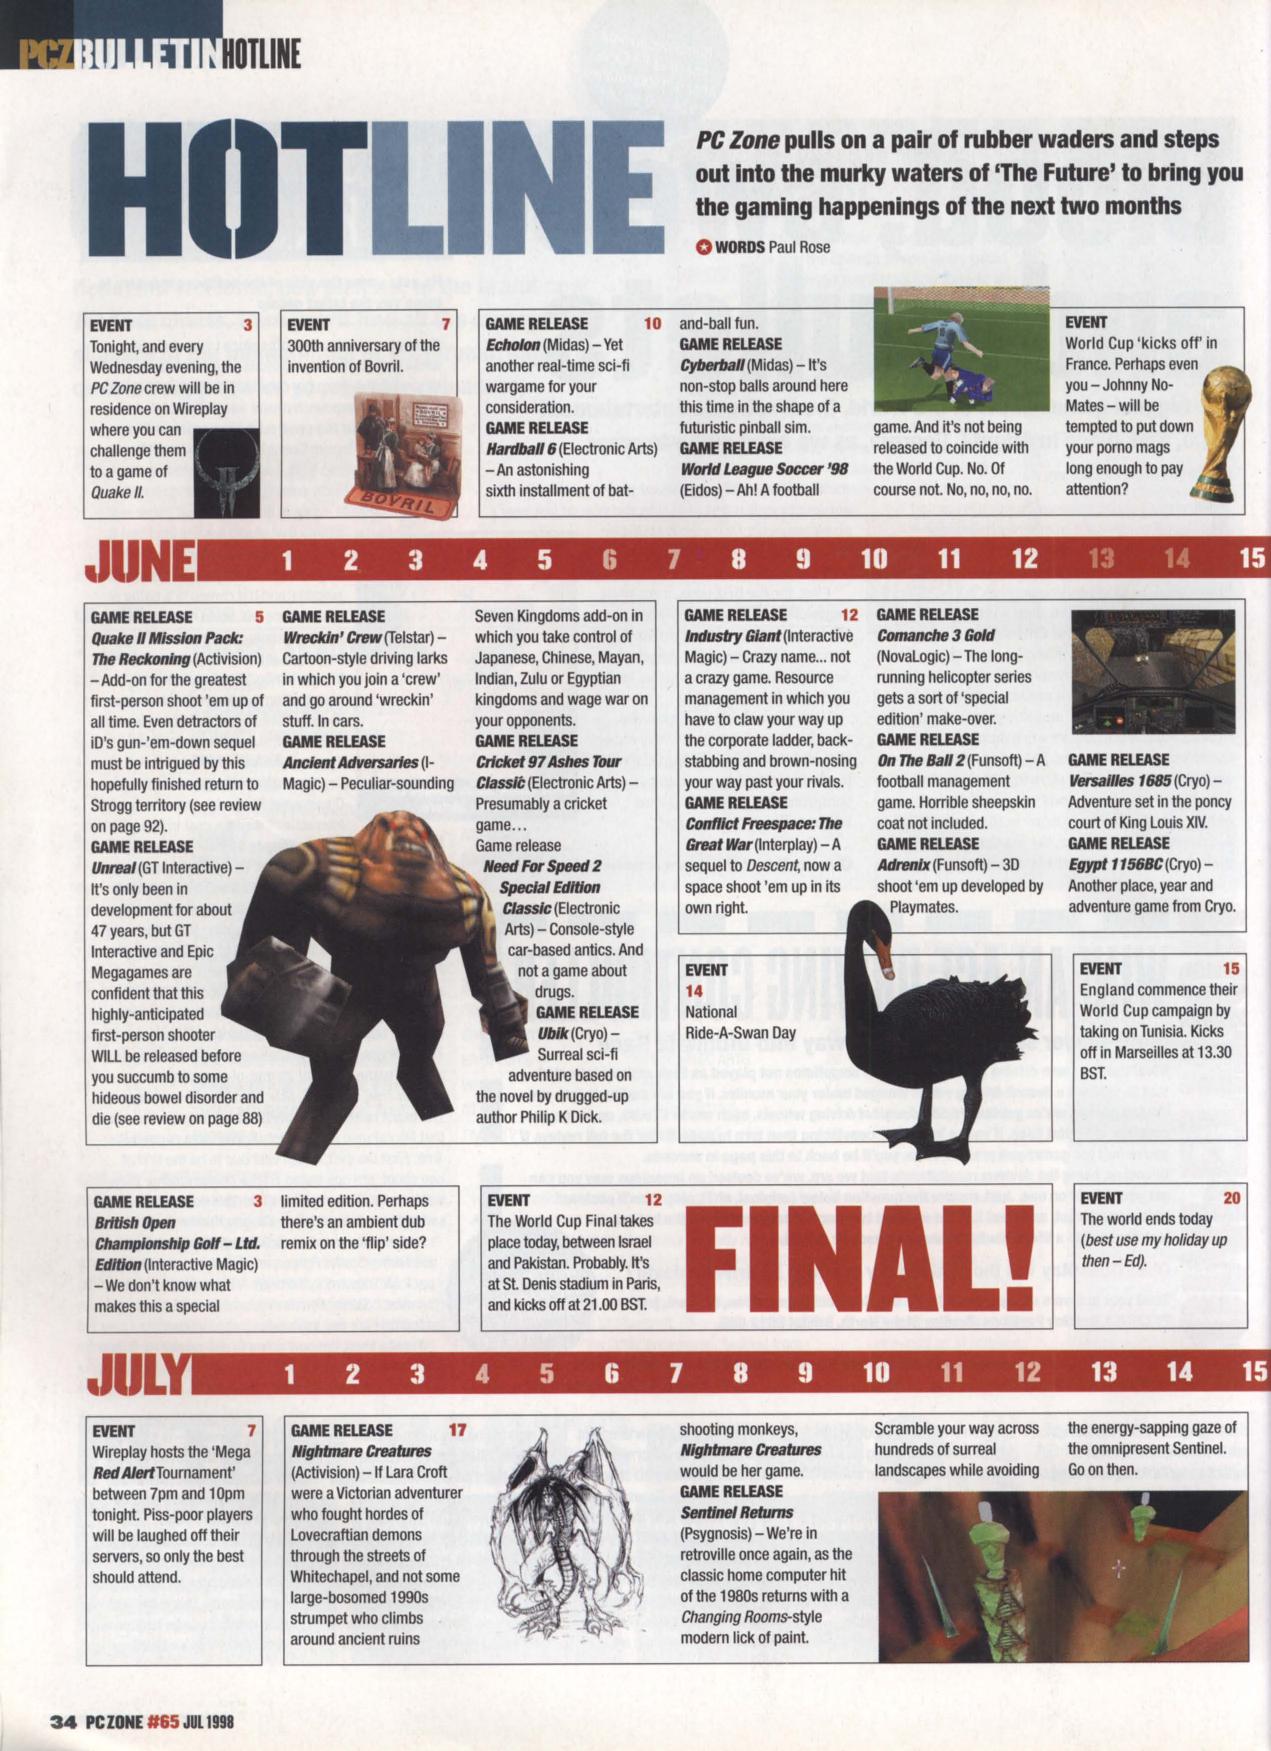 PCZBULLETINHOTLINE
HOTLINE
PC Zone pulls on a pair of rubber waders and steps
out into the murky waters of ‘The Future’ to bring you
the gaming happenings of the next two months
WORDS Paul Rose
EVENT 3
Tonight, and every
Wednesday evening, the
PC Zone crew will be in
residence on Wireplay
where you can
challenge them
to a game of
Quake II.
EVENT 7
300th anniversary of the
invention of Bovril.
BOVRIL
GAME RELEASE 10
Echelon (Midas) – Yet
another real-time sci-fi
wargame for your
consideration.
GAME RELEASE
Hardball 6 (Electronic Arts)
– An astonishing
sixth installment of bat-
and-ball fun.
GAME RELEASE
Cyberball (Midas) – It's
non-stop balls around here
this time in the shape of a
futuristic pinball sim.
GAME RELEASE
World League Soccer '98
(Eidos) – Ah! A football
game. And it's not being
released to coincide with
the World Cup. No. Of
course not. No, no, no, no.
EVENT
World Cup ‘kicks off’ in
France. Perhaps even
you – Johnny No-
Mates – will be
tempted to put down
your porno mags
long enough to pay
attention?
JUNE 1 2 3 4 5 6 7 8 9 10 11 12 13 14 15
GAME RELEASE 5
Quake II Mission Pack:
The Reckoning (Activision)
– Add-on for the greatest
first-person shoot 'em up of
all time. Even detractors of
iD's gun-'em-down sequel
must be intrigued by this
hopefully finished return to
Strogg territory (see review
on page 92).
GAME RELEASE
Unreal (GT Interactive) –
It's only been in
development for about
47 years, but GT
Interactive and Epic
Megagames are
confident that this
highly-anticipated
first-person shooter
WILL be released before
you succumb to some
hideous bowel disorder and
die (see review on page 88)
GAME RELEASE
Wreckin' Crew (Telstar) –
Cartoon-style driving larks
in which you join a ‘crew’
and go around ‘wreckin’
stuff. In cars.
GAME RELEASE
Ancient Adversaries (I-
Magic) – Peculiar-sounding
Seven Kingdoms add-on in
which you take control of
Japanese, Chinese, Mayan,
Indian, Zulu or Egyptian
kingdoms and wage war on
your opponents.
GAME RELEASE
Cricket 97 Ashes Tour
Classic (Electronic Arts) –
Presumably a cricket
game…
Game release
Need For Speed 2
Special Edition
Classic (Electronic
Arts) – Console-style
car-based antics. And
not a game about
drugs.
GAME RELEASE
Ubik (Cryo) –
Surreal sci-fi
adventure based on
the novel by drugged-up
author Philip K Dick.
GAME RELEASE 12
Industry Giant (Interactive
Magic) – Crazy name... not
a crazy game. Resource
management in which you
have to claw your way up
the corporate ladder, back-
stabbing and brown-nosing
your way past your rivals.
GAME RELEASE
Conflict Freespace: The
Great War (Interplay) – A
sequel to Descent, now a
space shoot 'em up in its
own right.
GAME RELEASE
Comanche 3 Gold
(NovaLogic) – The long-
running helicopter series
gets a sort of ‘special
edition’ make-over.
GAME RELEASE
On The Ball 2 (Funsoft) – A
football management
game. Horrible sheepskin
coat not included.
GAME RELEASE
Adrenix (Funsoft) – 3D
shoot 'em up developed by
Playmates.
GAME RELEASE
Versailles 1685 (Cryo) –
Adventure set in the poncy
court of King Louis XIV.
GAME RELEASE
Egypt 1156BC (Cryo) –
Another place, year and
adventure game from Cryo.
EVENT
14
National
Ride-A-Swan Day
EVENT 15
England commence their
World Cup campaign by
taking on Tunisia. Kicks
off in Marseilles at 13.30
BST.
GAME RELEASE 3
British Open
Championship Golf – Ltd.
Edition (Interactive Magic)
– We don't know what
makes this a special
limited edition. Perhaps
there's an ambient dub
remix on the ‘flip’ side?
EVENT 12
The World Cup Final takes
place today, between Israel
and Pakistan. Probably. It's
at St. Denis stadium in Paris,
and kicks off at 21.00 BST.
FINAL!
EVENT 20
The world ends today
(best use my holiday up
then – Ed).
JULY 1 2 3 4 5 6 7 8 9 10 11 12 13 14 15
EVENT 7
Wireplay hosts the ‘Mega
Red Alert Tournament’
between 7pm and 10pm
tonight. Piss-poor players
will be laughed off their
servers, so only the best
should attend.
GAME RELEASE 17
Nightmare Creatures
(Activision) – If Lara Croft
were a Victorian adventurer
who fought hordes of
Lovecraftian demons
through the streets of
Whitechapel, and not some
large-bosomed 1990s
strumpet who climbs
around ancient ruins
shooting monkeys,
Nightmare Creatures
would be her game.
GAME RELEASE
Sentinel Returns
(Psygnosis) – We're in
retroville once again, as the
classic home computer hit
of the 1980s returns with a
Changing Rooms-style
modern lick of paint.
Scramble your way across
hundreds of surreal
landscapes while avoiding
the energy-sapping gaze of
the omnipresent Sentinel.
Go on then.
34 PC ZONE #65 JUL 1998